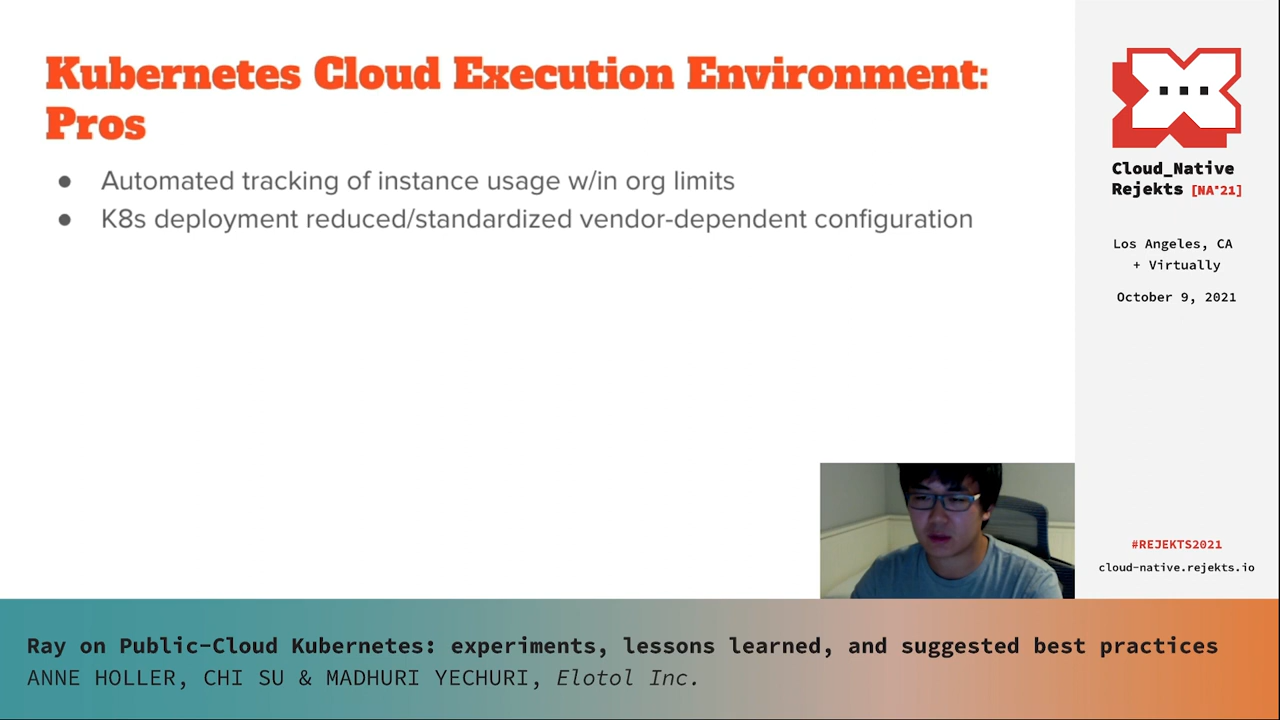 Kubernetes Cloud Execution Environment:
Pros
● Automated tracking of instance usage w/in org limits
● K8s deployment reduced/standardized vendor-dependent configuration
Cloud_Native
Rejekts [NA'21]
Los Angeles, CA
+ Virtually
October 9, 2021
#REJEKTS2021
cloud-native.rejekts.io
Ray on Public-Cloud Kubernetes: experiments, lessons learned, and suggested best practices
ANNE HOLLER, CHI SU & MADHURI YECHURI, Elotol Inc.